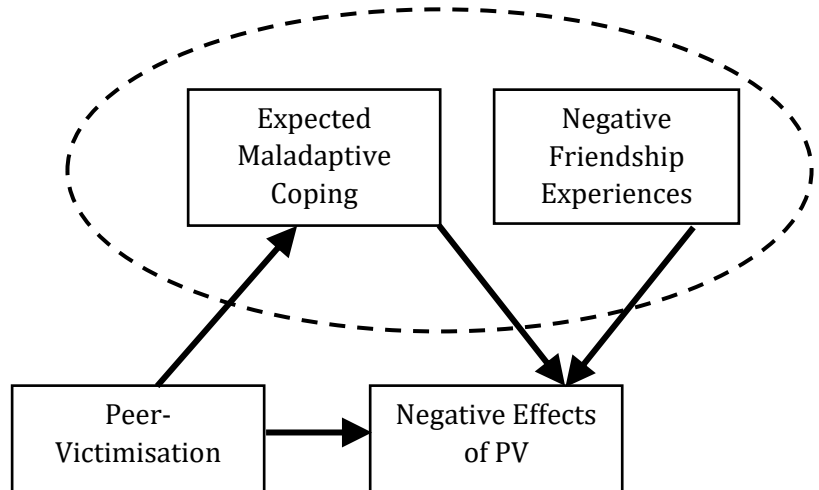 Expected
Maladaptive
Coping
Negative
Friendship
Experiences
Peer-
Victimisation
Negative Effects
of PV